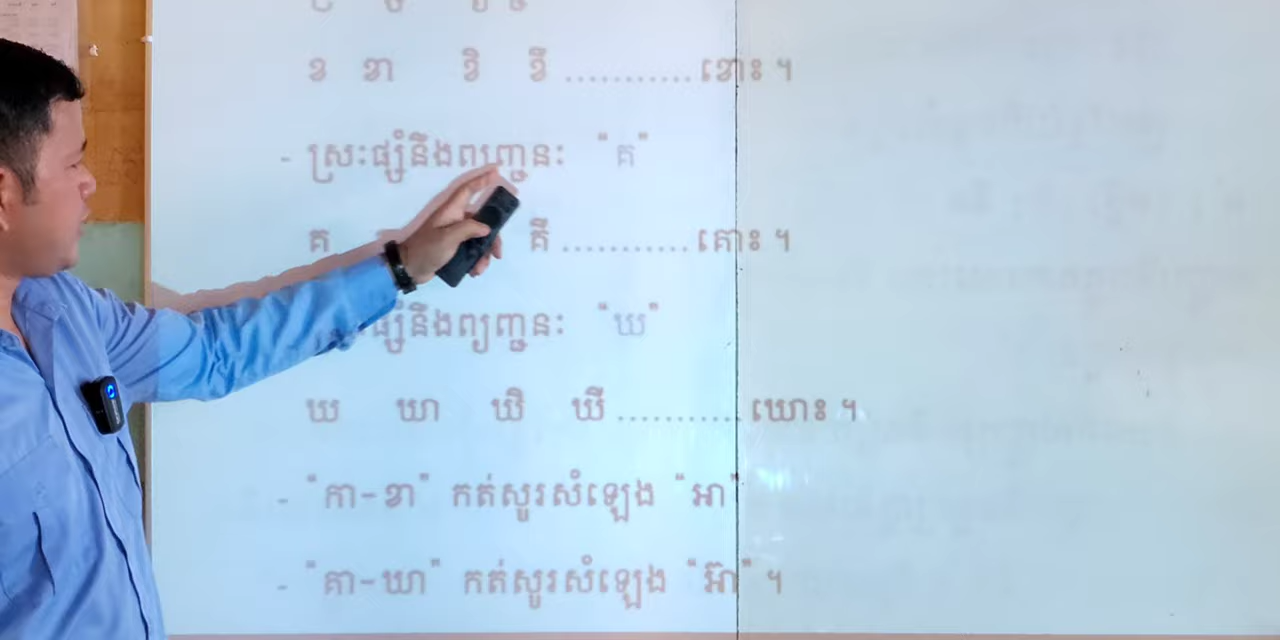 ខ ខា ខិ ខី ........... ខោះ ។
- ស្រះផ្សំនឹងព្យញ្ជនះ "គ"
គ គី ........... គោះ ។
ផ្សំនឹងព្យញ្ជនះ "ឃ"
ឃ ឃា ឃិ ឃី ........... ឃោះ ។
- "កា-ខា" កត់សូរសំឡេង "អា"
- "គា-ឃា" កត់សូរសំឡេង "អ៊ា" ។